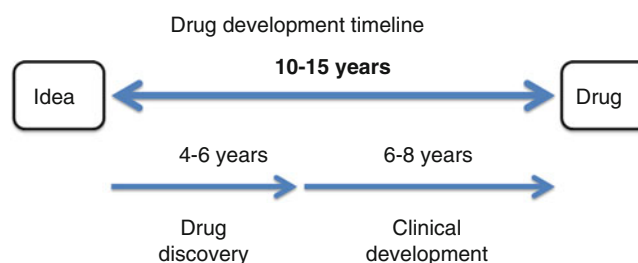 Drug development timeline
10-15 years
Idea
Drug
4-6 years
6-8 years
Drug
discovery
Clinical
development